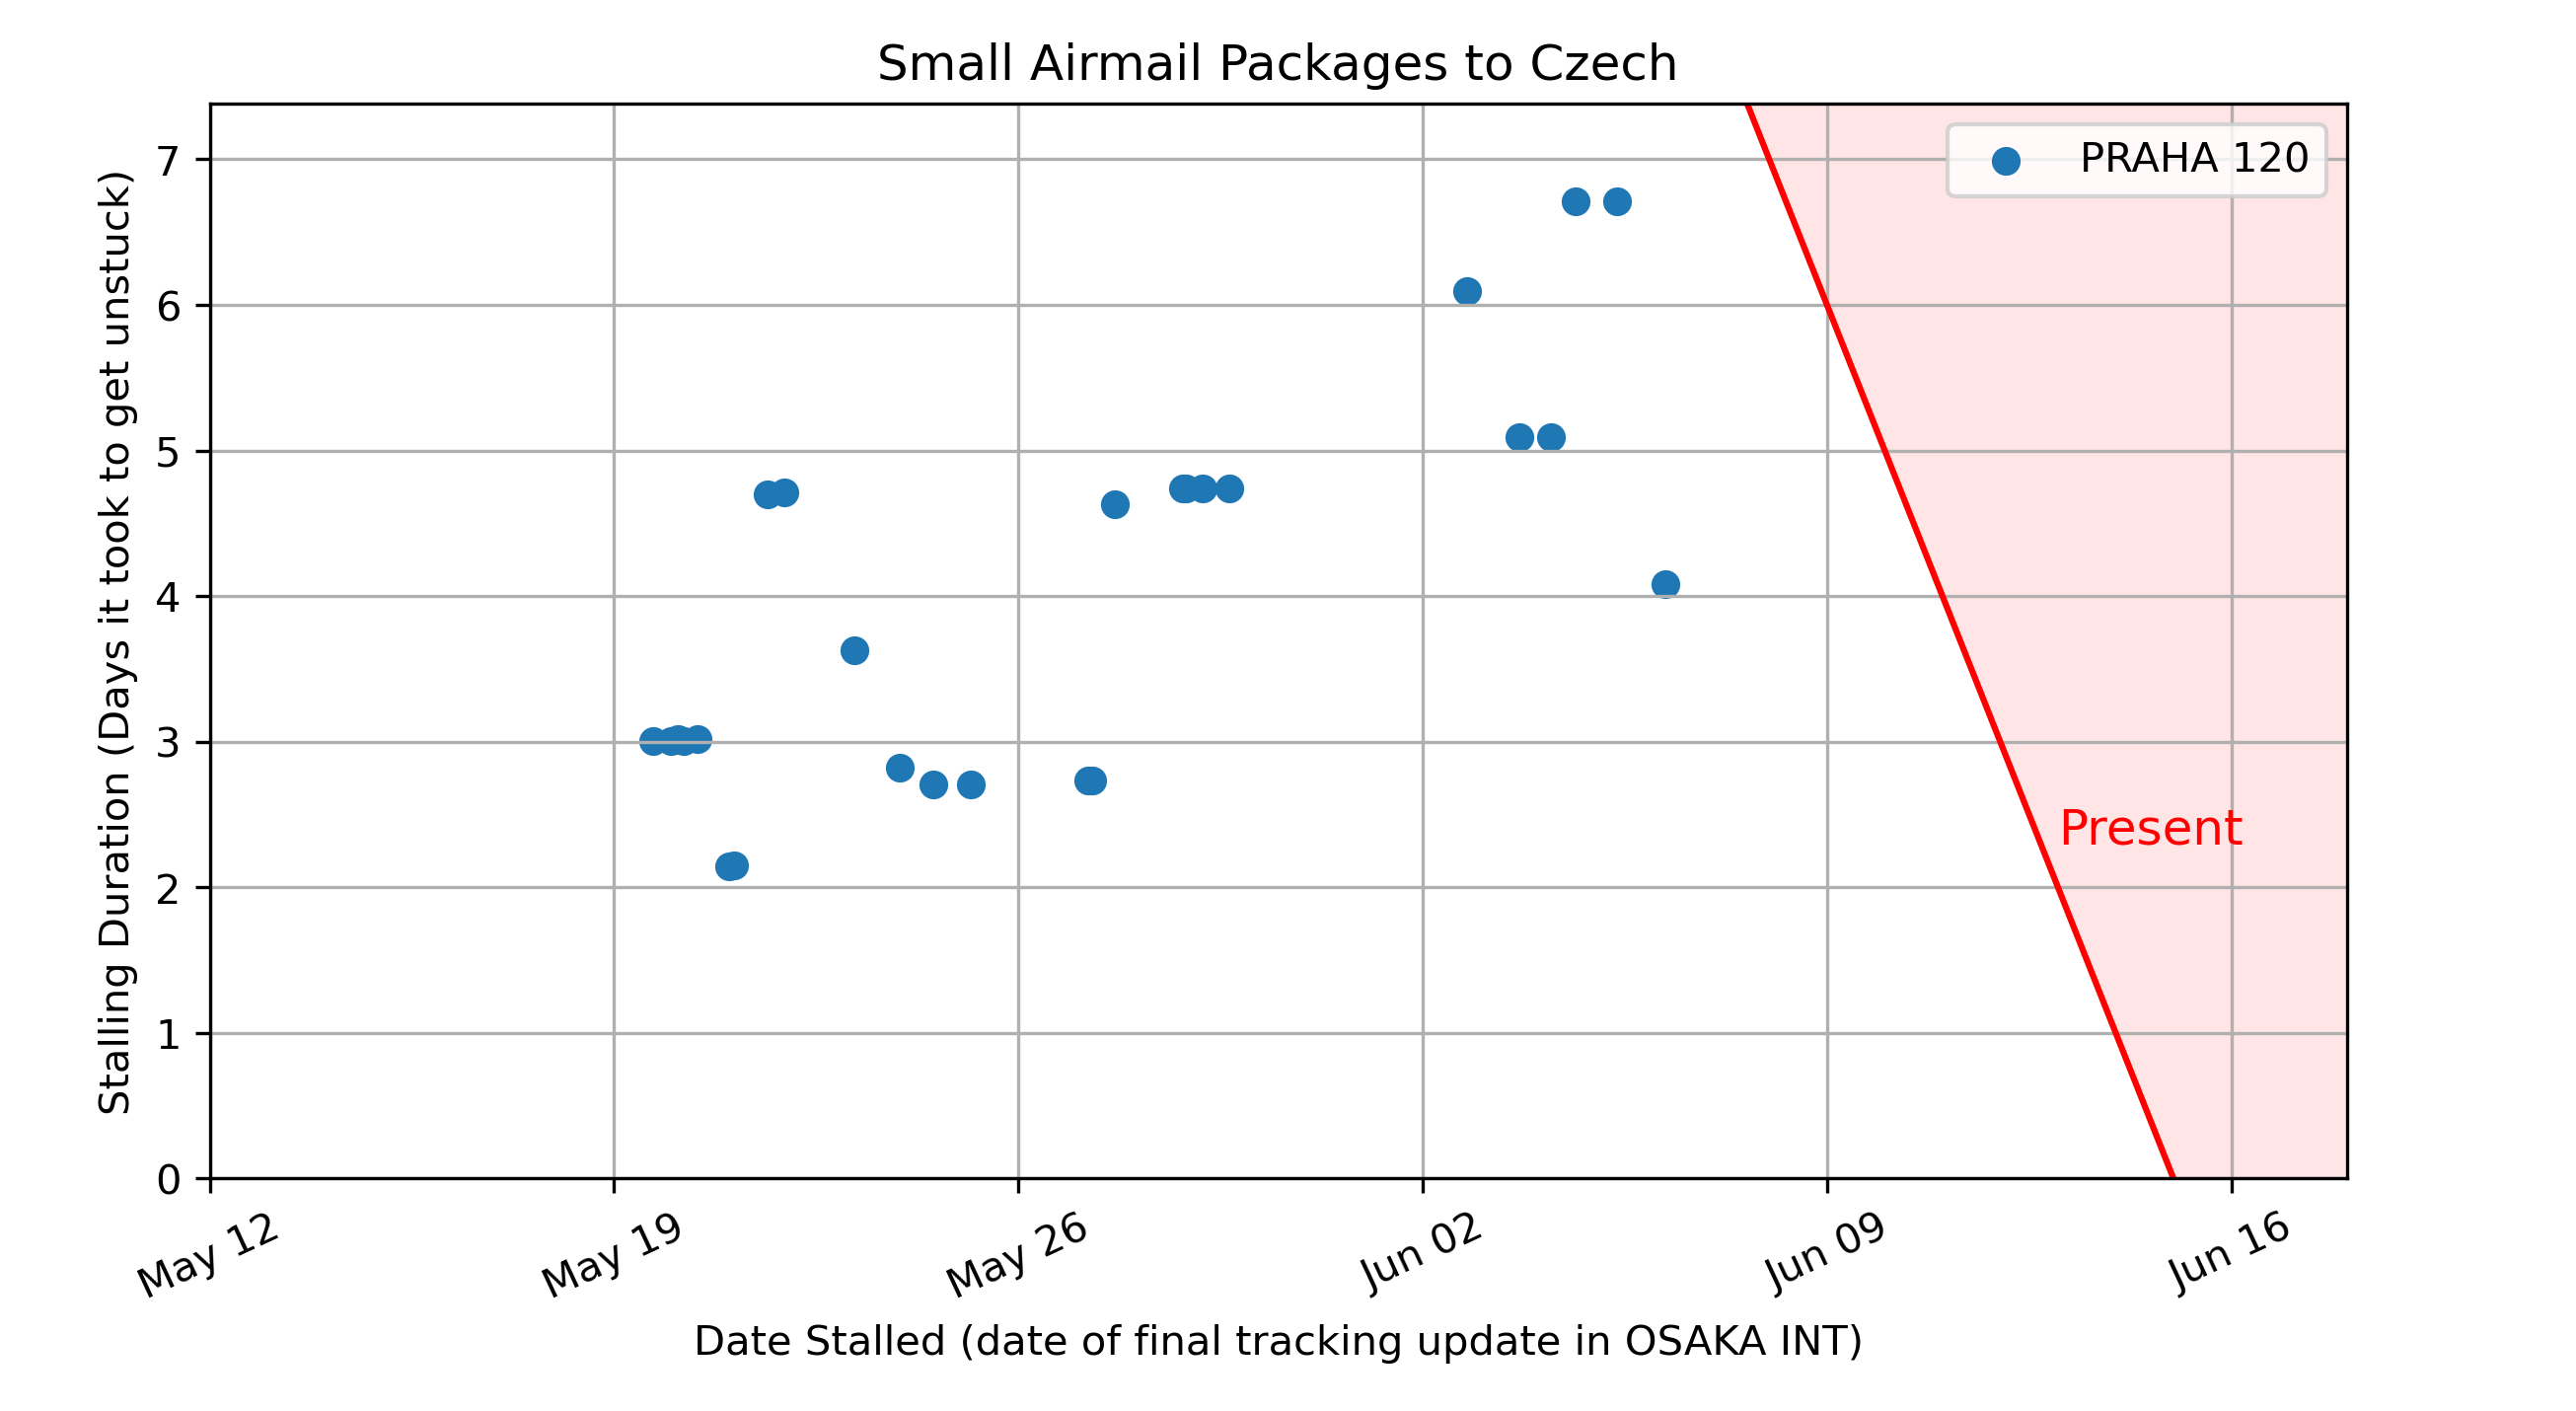 Small Airmail Packages to Czech
PRAHA 120
7
6
5
4
3
2
1
0
Stalling Duration (Days it took to get unstuck)
Present
May 12
May 19
May 26
Jun 02
Jun 09
Jun 16
Date Stalled (date of final tracking update in OSAKA INT)